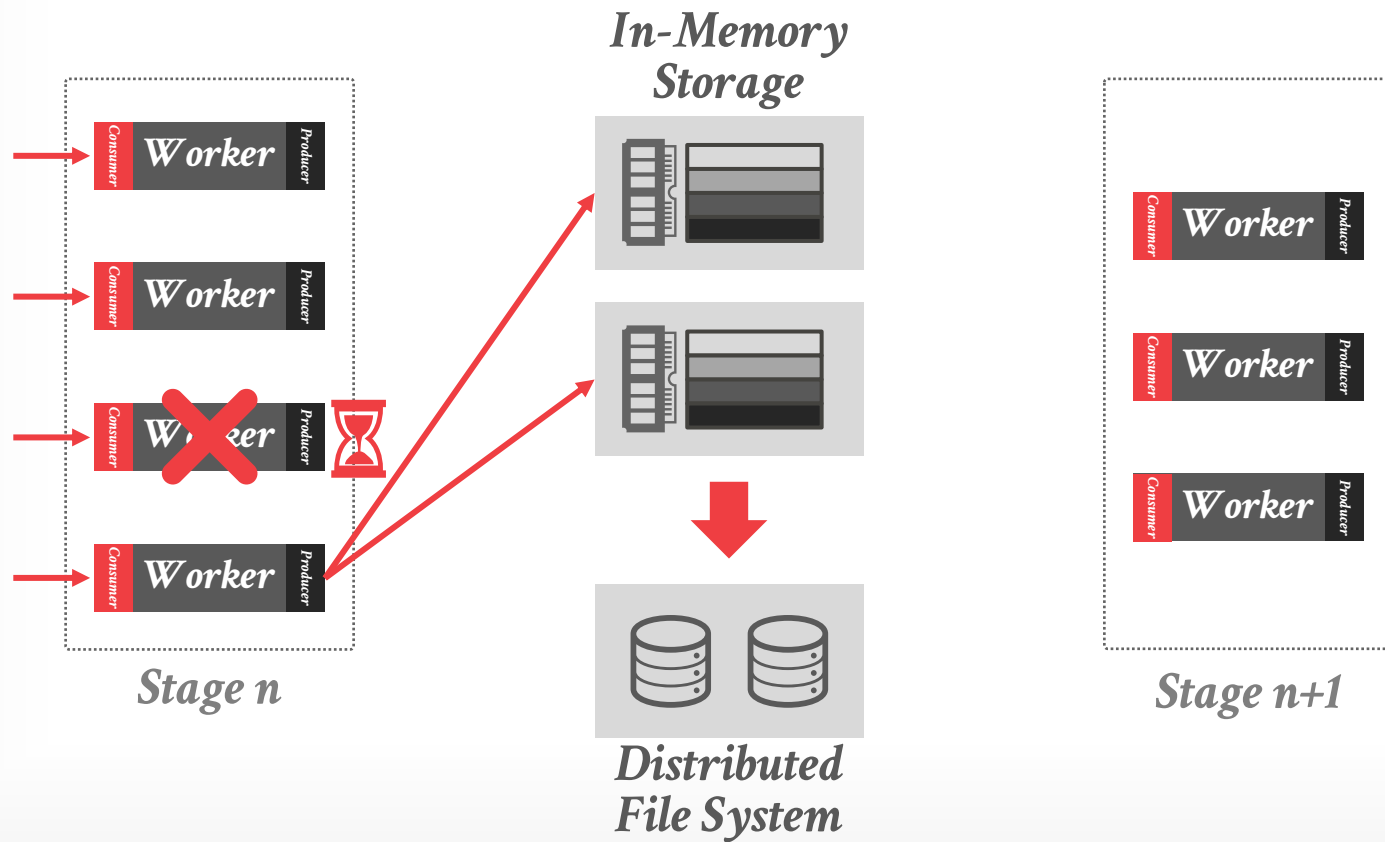 In-Memory
Storage
Consumer Worker Producer
Consumer Worker Producer
Consumer Worker Producer
Consumer Worker Producer
Stage n
Distributed
File System
Consumer Worker Producer
Consumer Worker Producer
Consumer Worker Producer
Stage n+1